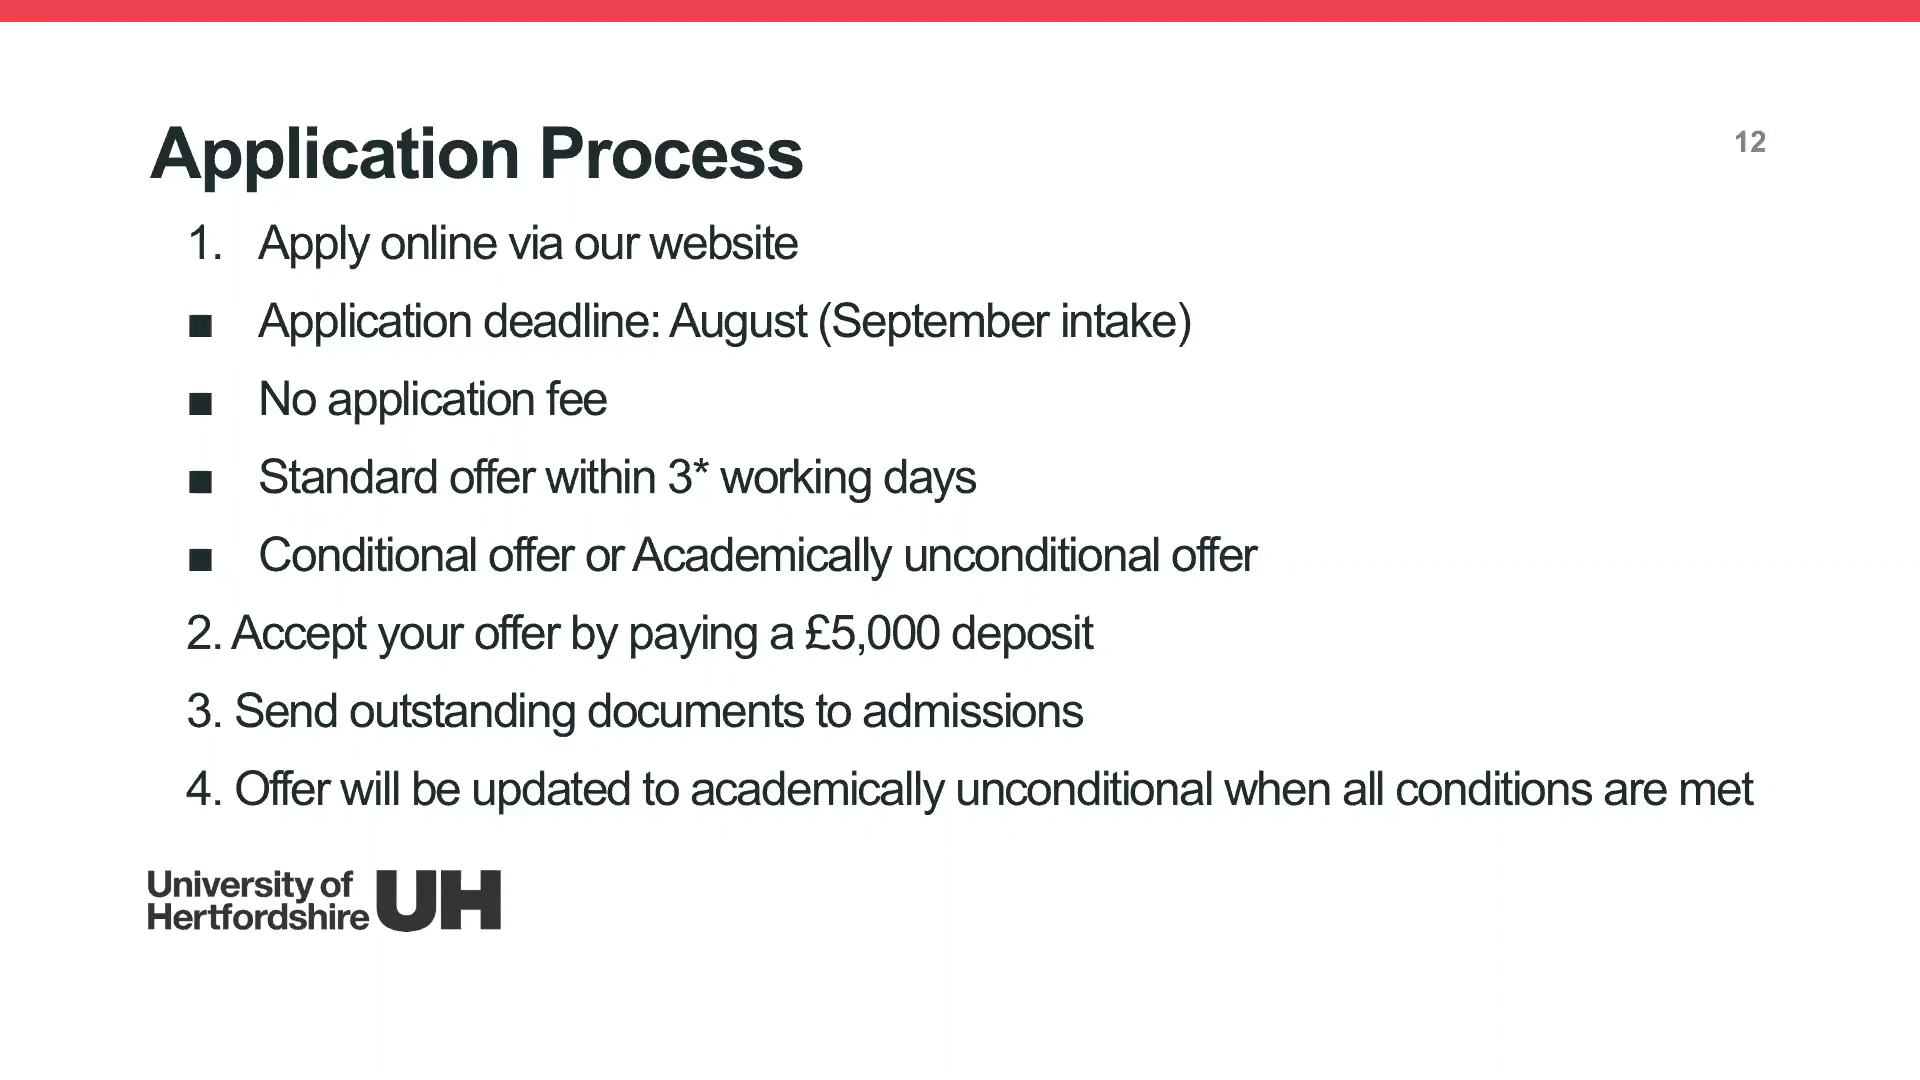 Application Process
12
1. Apply online via our website
■ Application deadline: August (September intake)
■ No application fee
■ Standard offer within 3* working days
■ Conditional offer or Academically unconditional offer
2. Accept your offer by paying a £5,000 deposit
3. Send outstanding documents to admissions
4. Offer will be updated to academically unconditional when all conditions are met
University of
Hertfordshire UH